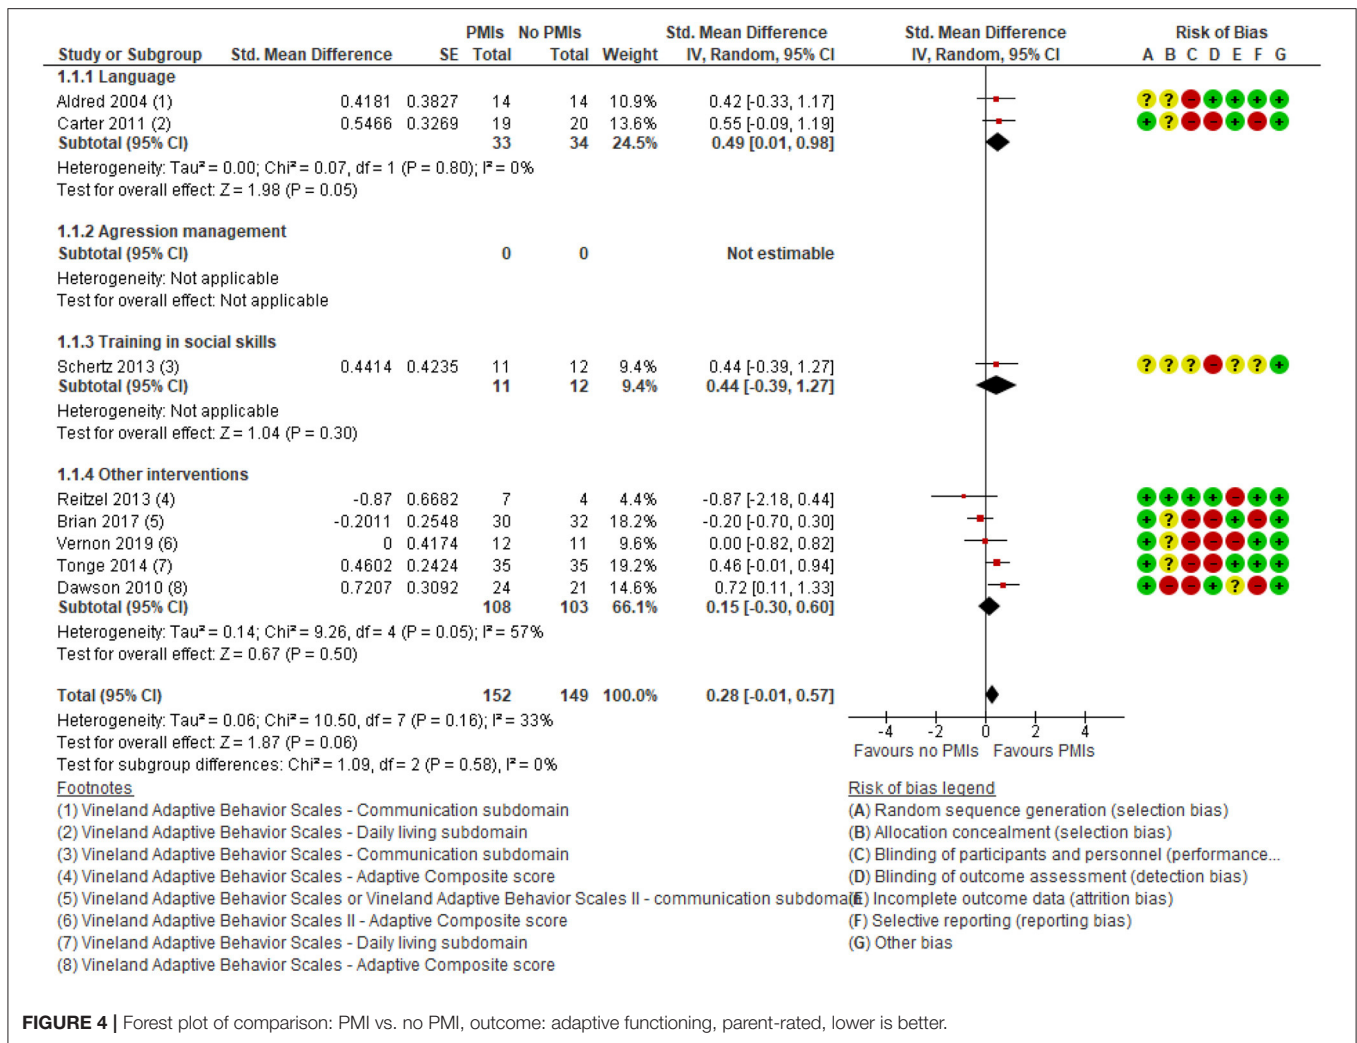 PMIs No PMIs Std. Mean Difference Std. Mean Difference Risk of Bias
Study or Subgroup Std. Mean Difference SE Total Total Weight IV, Random, 95% CI IV, Random, 95% CI A B C D E F G
1.1.1 Language
Aldred 2004 (1) 0.4181 0.3827 14 14 10.9% 0.42 [-0.33, 1.17] ? ? - + + + +
Carter 2011 (2) 0.5466 0.3269 19 20 13.6% 0.55 [-0.09, 1.19] + ? - - + - +
Subtotal (95% CI) 33 34 24.5% 0.49 [0.01, 0.98]
Heterogeneity: Tau² = 0.00; Chi² = 0.07, df = 1 (P = 0.80); I² = 0%
Test for overall effect: Z = 1.98 (P = 0.05)
1.1.2 Agression management
Subtotal (95% CI) 0 0 Not estimable
Heterogeneity: Not applicable
Test for overall effect: Not applicable
1.1.3 Training in social skills
Schertz 2013 (3) 0.4414 0.4235 11 12 9.4% 0.44 [-0.39, 1.27] ? ? ? - ? ? +
Subtotal (95% CI) 11 12 9.4% 0.44 [-0.39, 1.27]
Heterogeneity: Not applicable
Test for overall effect: Z = 1.04 (P = 0.30)
1.1.4 Other interventions
Reitzel 2013 (4) -0.87 0.6682 7 4 4.4% -0.87 [-2.18, 0.44] + + + + - + +
Brian 2017 (5) -0.2011 0.2548 30 32 18.2% -0.20 [-0.70, 0.30] + ? - - + - +
Vernon 2019 (6) 0 0.4174 12 11 9.6% 0.00 [-0.82, 0.82] + ? - - - + +
Tonge 2014 (7) 0.4602 0.2424 35 35 19.2% 0.46 [-0.01, 0.94] + ? - - + + +
Dawson 2010 (8) 0.7207 0.3092 24 21 14.6% 0.72 [0.11, 1.33] + - - + ? - +
Subtotal (95% CI) 108 103 66.1% 0.15 [-0.30, 0.60]
Heterogeneity: Tau² = 0.14; Chi² = 9.26, df = 4 (P = 0.05); I² = 57%
Test for overall effect: Z = 0.67 (P = 0.50)
Total (95% CI) 152 149 100.0% 0.28 [-0.01, 0.57]
Heterogeneity: Tau² = 0.06; Chi² = 10.50, df = 7 (P = 0.16); I² = 33%
Test for overall effect: Z = 1.87 (P = 0.06)
Test for subgroup differences: Chi² = 1.09, df = 2 (P = 0.58), I² = 0%
-4 -2 0 2 4
Favours no PMIs Favours PMIs
Footnotes
(1) Vineland Adaptive Behavior Scales - Communication subdomain
(2) Vineland Adaptive Behavior Scales - Daily living subdomain
(3) Vineland Adaptive Behavior Scales - Communication subdomain
(4) Vineland Adaptive Behavior Scales - Adaptive Composite score
(5) Vineland Adaptive Behavior Scales or Vineland Adaptive Behavior Scales II - communication subdomain
(6) Vineland Adaptive Behavior Scales II - Adaptive Composite score
(7) Vineland Adaptive Behavior Scales - Daily living subdomain
(8) Vineland Adaptive Behavior Scales - Adaptive Composite score
Risk of bias legend
(A) Random sequence generation (selection bias)
(B) Allocation concealment (selection bias)
(C) Blinding of participants and personnel (performance...
(D) Blinding of outcome assessment (detection bias)
(E) Incomplete outcome data (attrition bias)
(F) Selective reporting (reporting bias)
(G) Other bias
FIGURE 4 | Forest plot of comparison: PMI vs. no PMI, outcome: adaptive functioning, parent-rated, lower is better.